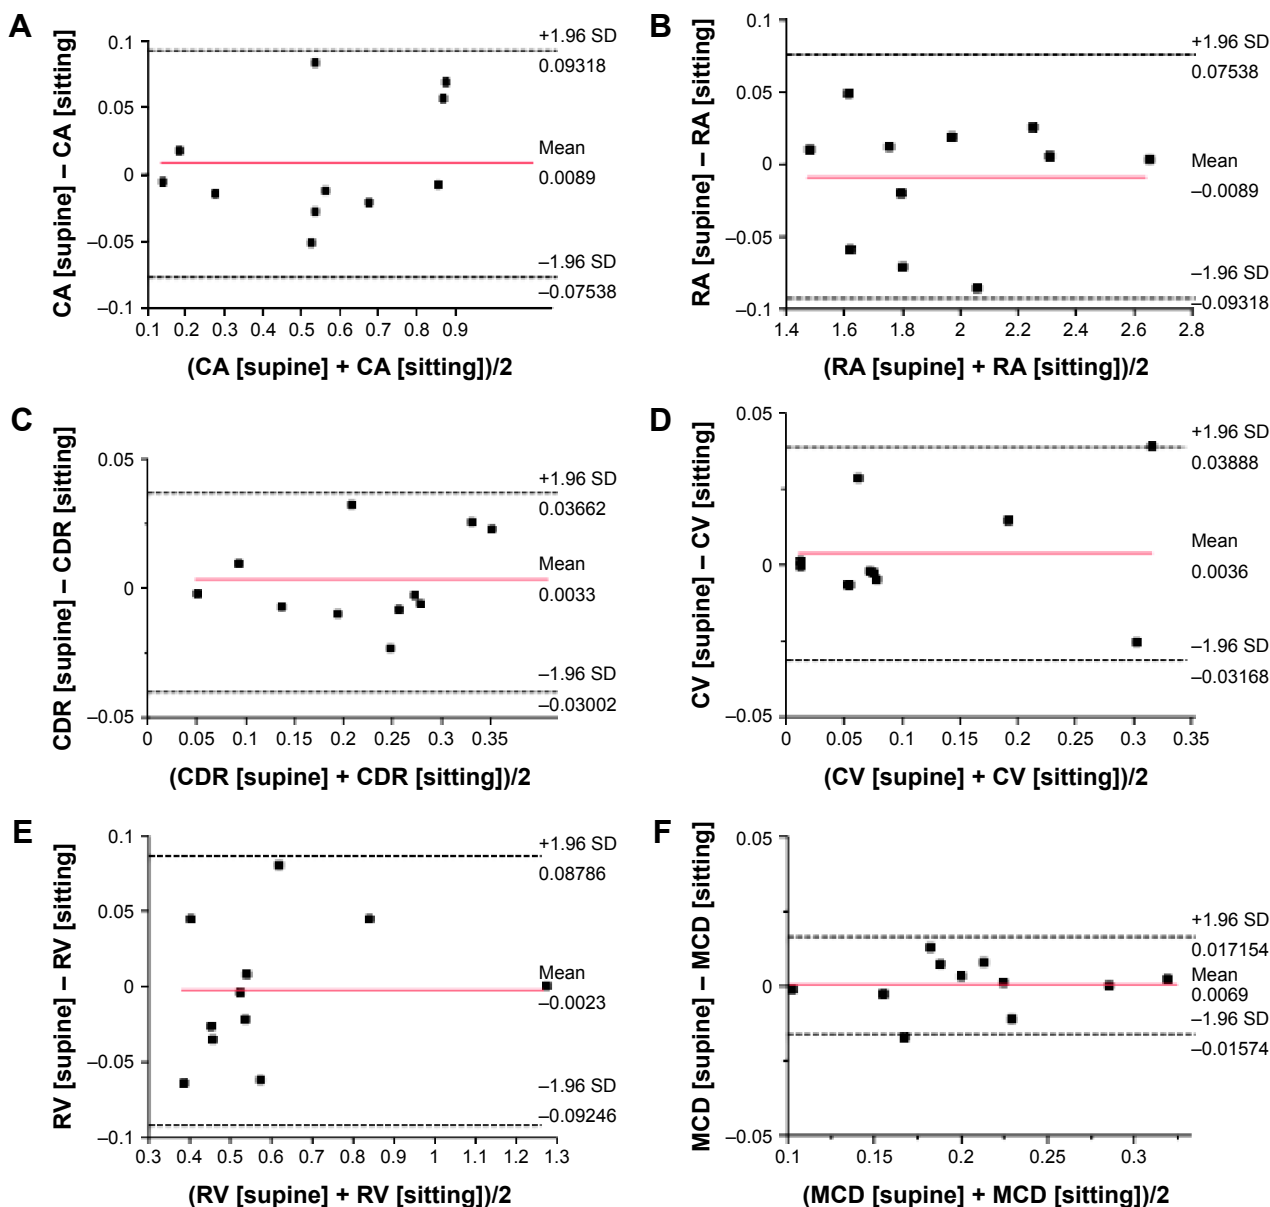 A
CA [supine] – CA [sitting]
0.1
0.05
0
–0.05
–0.1
0.1 0.2 0.3 0.4 0.5 0.6 0.7 0.8 0.9
(CA [supine] + CA [sitting])/2
+1.96 SD
0.09318
Mean
0.0089
–1.96 SD
–0.07538
B
RA [supine] – RA [sitting]
0.1
0.05
0
–0.05
–0.1
1.4 1.6 1.8 2 2.2 2.4 2.6 2.8
(RA [supine] + RA [sitting])/2
+1.96 SD
0.07538
Mean
–0.0089
–1.96 SD
–0.09318
C
CDR [supine] – CDR [sitting]
0.05
0
–0.05
0 0.05 0.1 0.15 0.2 0.25 0.3 0.35
(CDR [supine] + CDR [sitting])/2
+1.96 SD
0.03662
Mean
0.0033
–1.96 SD
–0.03002
D
CV [supine] – CV [sitting]
0.05
0
–0.05
0 0.05 0.1 0.15 0.2 0.25 0.3 0.35
(CV [supine] + CV [sitting])/2
+1.96 SD
0.03888
Mean
0.0036
–1.96 SD
–0.03168
E
RV [supine] – RV [sitting]
0.1
0.05
0
–0.05
–0.1
0.3 0.4 0.5 0.6 0.7 0.8 0.9 1 1.1 1.2 1.3
(RV [supine] + RV [sitting])/2
+1.96 SD
0.08786
Mean
–0.0023
–1.96 SD
–0.09246
F
MCD [supine] – MCD [sitting]
0.05
0
–0.05
0.1 0.15 0.2 0.25 0.3
(MCD [supine] + MCD [sitting])/2
+1.96 SD
0.017154
Mean
0.0069
–1.96 SD
–0.01574